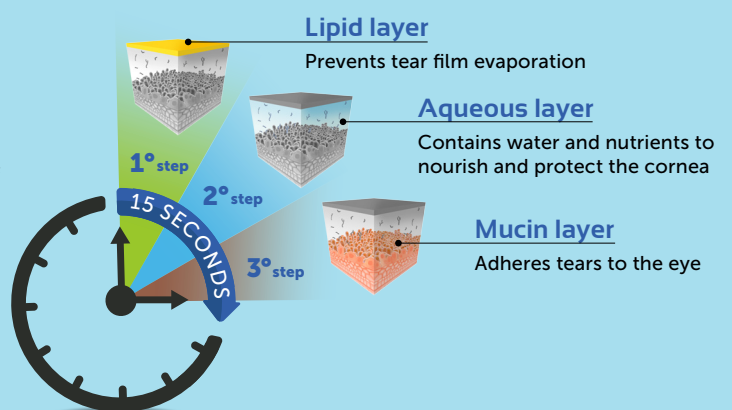 Lipid layer
Prevents tear film evaporation
Aqueous layer
Contains water and nutrients to
nourish and protect the cornea
1° step
2° step
15 SECONDS
Mucin layer
Adheres tears to the eye
3° step